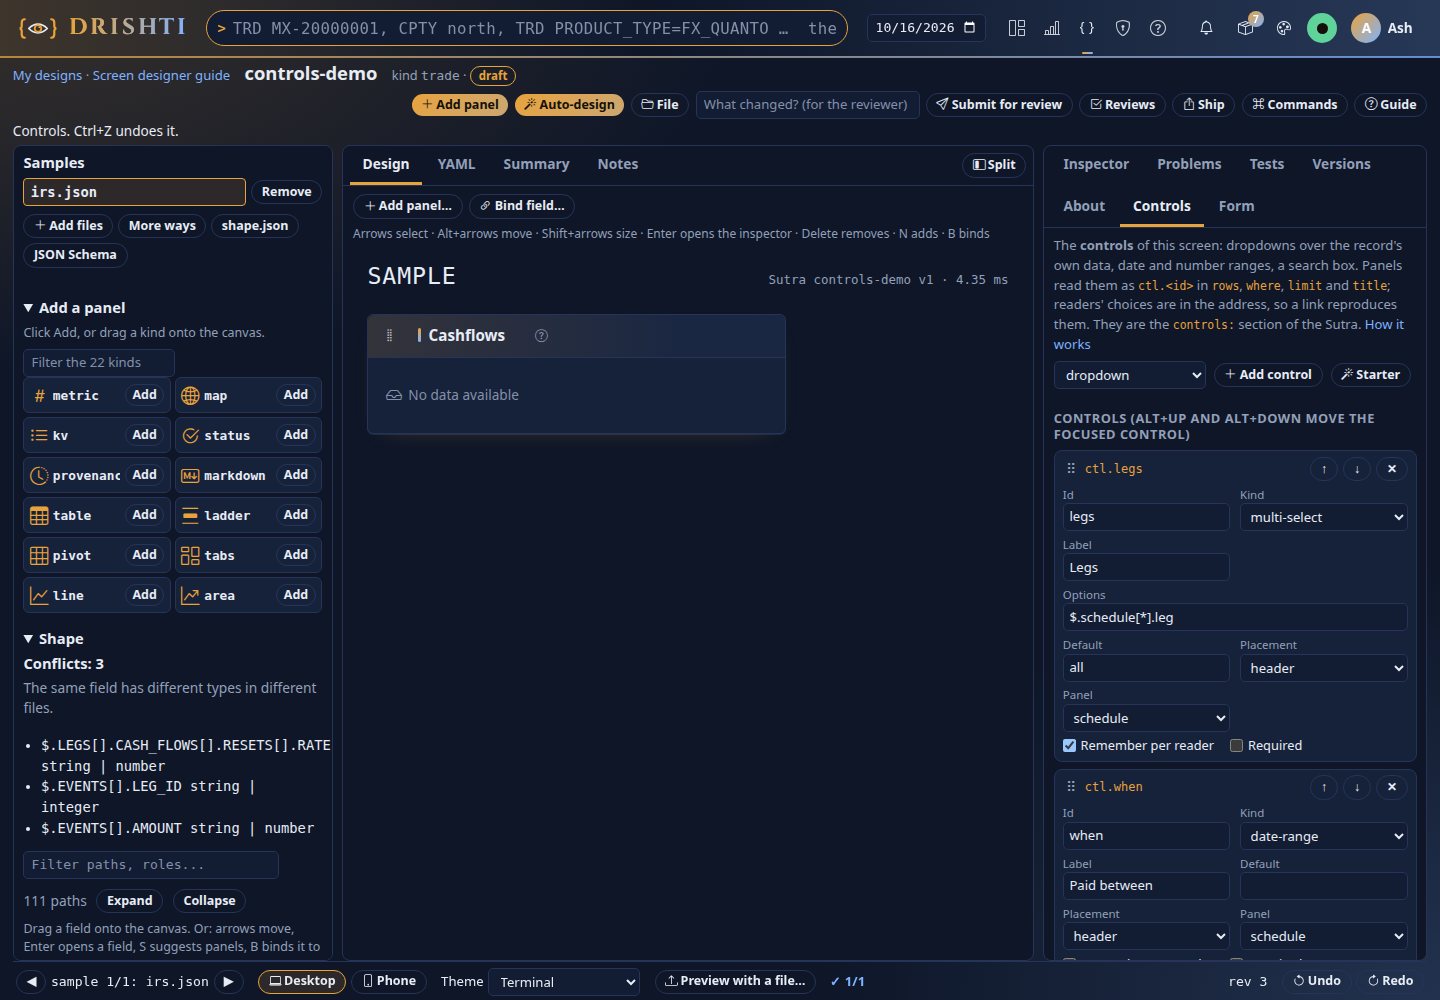 DRISHTI
> TRD MX-20000001, CPTY north, TRD PRODUCT_TYPE=FX_QUANTO … the
10/16/2026
7
A Ash
My designs · Screen designer guide controls-demo kind trade · draft
Add panel Auto-design File What changed? (for the reviewer) Submit for review Reviews Ship Commands Guide
Controls. Ctrl+Z undoes it.
Samples
irs.json Remove
Add files More ways shape.json
JSON Schema
Add a panel
Click Add, or drag a kind onto the canvas.
Filter the 22 kinds
metric Add map Add
kv Add status Add
provenanc Add markdown Add
table Add ladder Add
pivot Add tabs Add
line Add area Add
Shape
Conflicts: 3
The same field has different types in different
files.
• $.LEGS[].CASH_FLOWS[].RESETS[].RATE
string | number
• $.EVENTS[].LEG_ID string |
integer
• $.EVENTS[].AMOUNT string | number
Filter paths, roles...
111 paths Expand Collapse
Drag a field onto the canvas. Or: arrows move,
Enter opens a field, S suggests panels, B binds it to
Design YAML Summary Notes Split
Add panel... Bind field...
Arrows select · Alt+arrows move · Shift+arrows size · Enter opens the inspector · Delete removes · N adds · B binds
SAMPLE Sutra controls-demo v1 · 4.35 ms
Cashflows
No data available
Inspector Problems Tests Versions
About Controls Form
The controls of this screen: dropdowns over the record's
own data, date and number ranges, a search box. Panels
read them as ctl.<id> in rows, where, limit and title;
readers' choices are in the address, so a link reproduces
them. They are the controls: section of the Sutra. How it
works
dropdown Add control Starter
CONTROLS (ALT+UP AND ALT+DOWN MOVE THE
FOCUSED CONTROL)
ctl.legs ↑ ↓ ✕
Id Kind
legs multi-select
Label
Legs
Options
$.schedule[*].leg
Default Placement
all header
Panel
schedule
Remember per reader Required
ctl.when ↑ ↓ ✕
Id Kind
when date-range
Label Default
Paid between
Placement Panel
header schedule
◀ sample 1/1: irs.json ▶ Desktop Phone Theme Terminal Preview with a file... ✓ 1/1 rev 3 Undo Redo